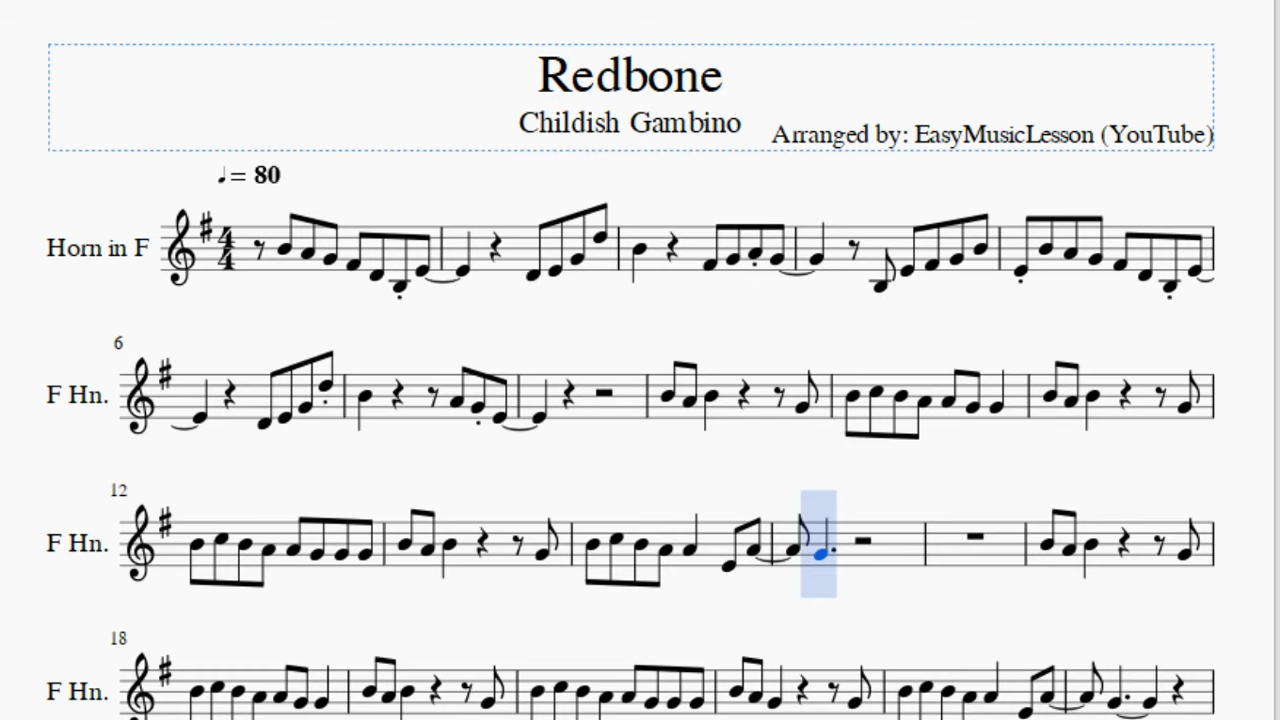 Redbone
Childish Gambino
Arranged by: EasyMusicLesson (YouTube)
♩ = 80
Horn in F
4
4
6
F Hn.
12
F Hn.
18
F Hn.